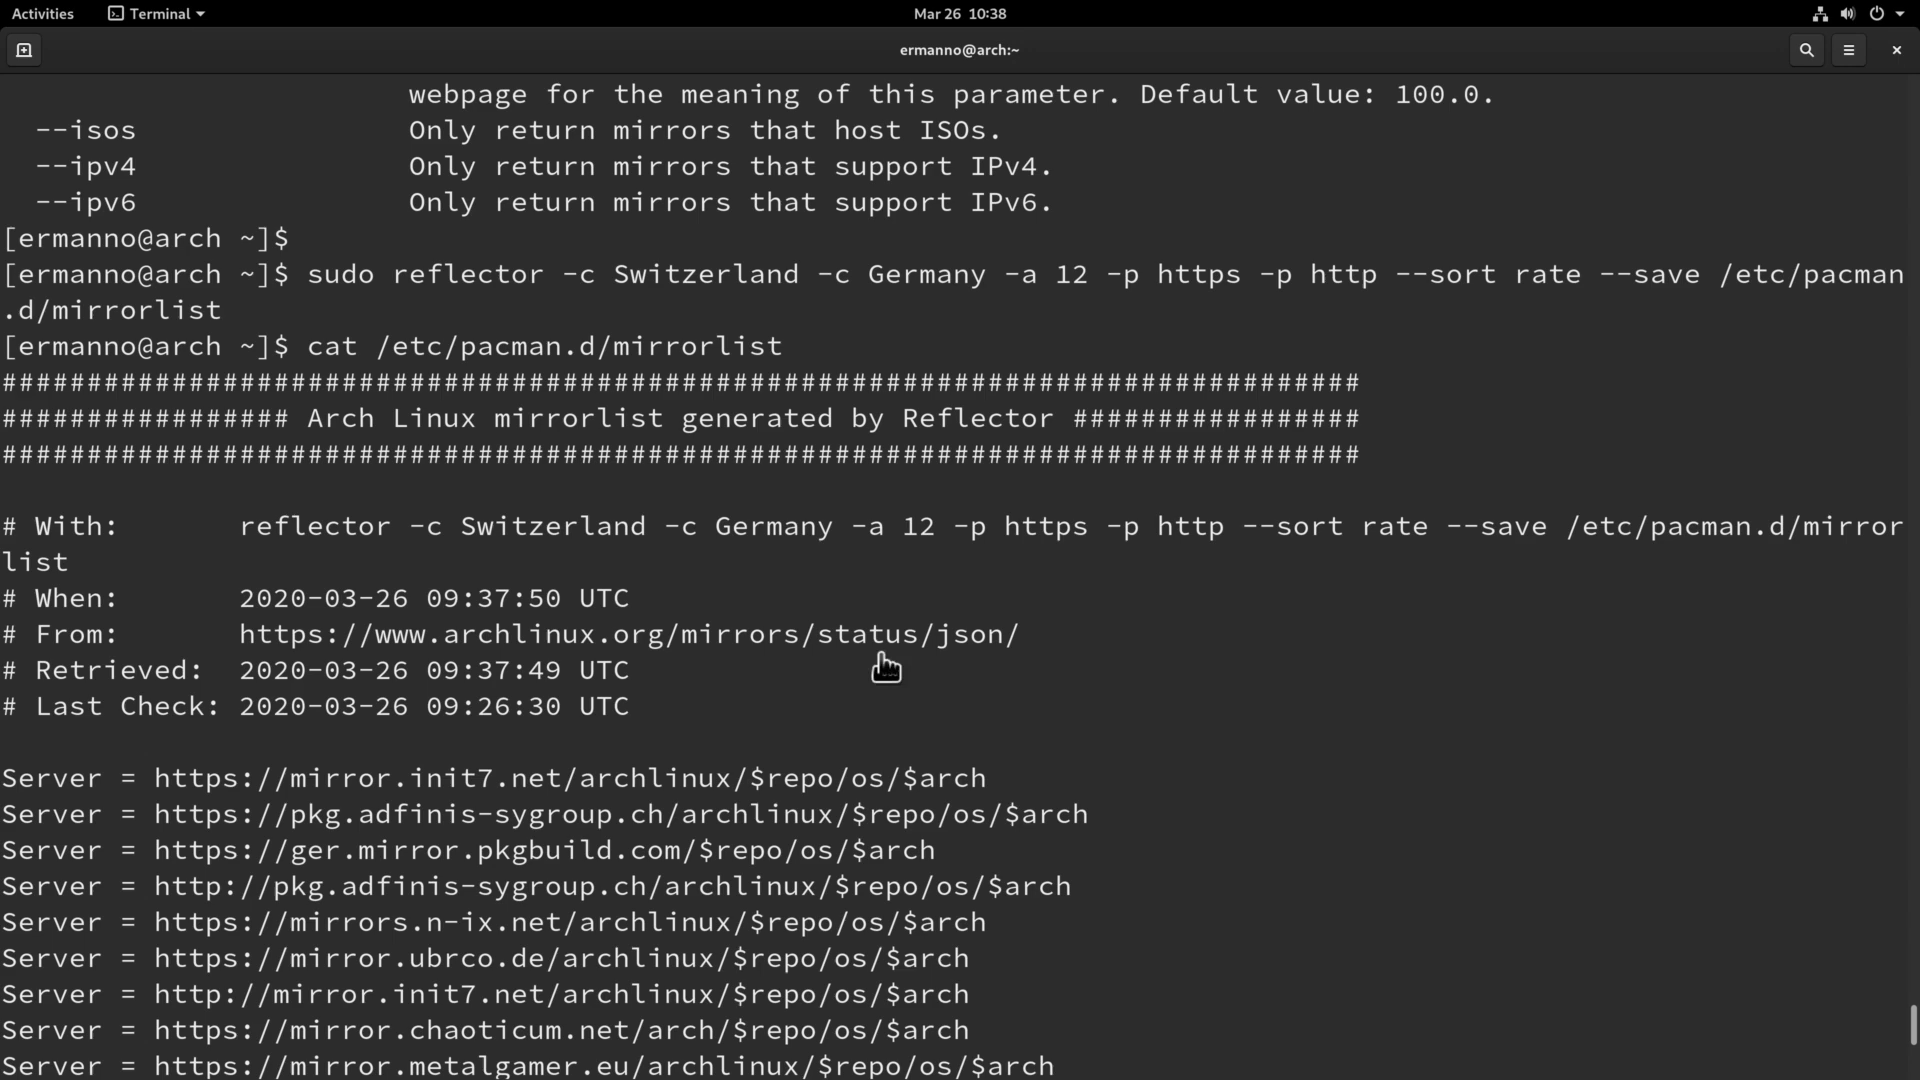 Activities Terminal Mar 26 10:38
ermanno@arch:~
webpage for the meaning of this parameter. Default value: 100.0.
--isos Only return mirrors that host ISOs.
--ipv4 Only return mirrors that support IPv4.
--ipv6 Only return mirrors that support IPv6.
[ermanno@arch ~]$
[ermanno@arch ~]$ sudo reflector -c Switzerland -c Germany -a 12 -p https -p http --sort rate --save /etc/pacman
.d/mirrorlist
[ermanno@arch ~]$ cat /etc/pacman.d/mirrorlist
################################################################################
################# Arch Linux mirrorlist generated by Reflector #################
################################################################################
# With: reflector -c Switzerland -c Germany -a 12 -p https -p http --sort rate --save /etc/pacman.d/mirror
list
# When: 2020-03-26 09:37:50 UTC
# From: https://www.archlinux.org/mirrors/status/json/
# Retrieved: 2020-03-26 09:37:49 UTC
# Last Check: 2020-03-26 09:26:30 UTC
Server = https://mirror.init7.net/archlinux/$repo/os/$arch
Server = https://pkg.adfinis-sygroup.ch/archlinux/$repo/os/$arch
Server = https://ger.mirror.pkgbuild.com/$repo/os/$arch
Server = http://pkg.adfinis-sygroup.ch/archlinux/$repo/os/$arch
Server = https://mirrors.n-ix.net/archlinux/$repo/os/$arch
Server = https://mirror.ubrco.de/archlinux/$repo/os/$arch
Server = http://mirror.init7.net/archlinux/$repo/os/$arch
Server = https://mirror.chaoticum.net/arch/$repo/os/$arch
Server = https://mirror.metalgamer.eu/archlinux/$repo/os/$arch